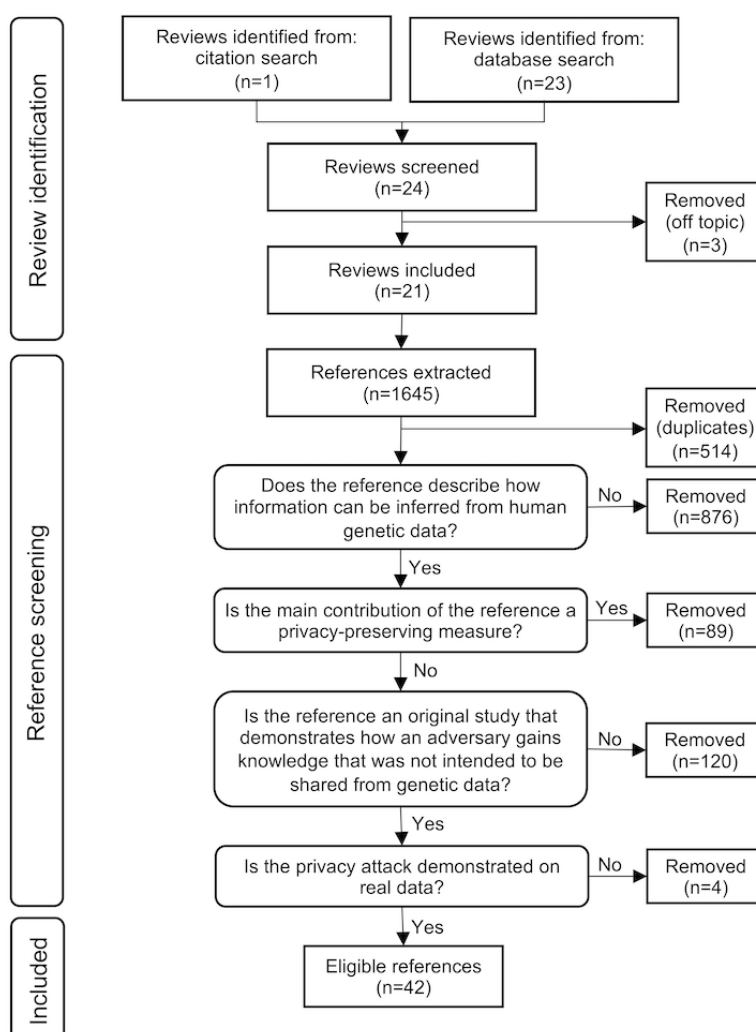 Review identification
Reviews identified from:
citation search
(n=1)
Reviews identified from:
database search
(n=23)
Reviews screened
(n=24)
Removed
(off topic)
(n=3)
Reviews included
(n=21)
Reference screening
References extracted
(n=1645)
Removed
(duplicates)
(n=514)
Does the reference describe how
information can be inferred from human
genetic data?
No
Removed
(n=876)
Yes
Is the main contribution of the reference a
privacy-preserving measure?
Yes
Removed
(n=89)
No
Is the reference an original study that
demonstrates how an adversary gains
knowledge that was not intended to be
shared from genetic data?
No
Removed
(n=120)
Yes
Is the privacy attack demonstrated on
real data?
No
Removed
(n=4)
Yes
Included
Eligible references
(n=42)